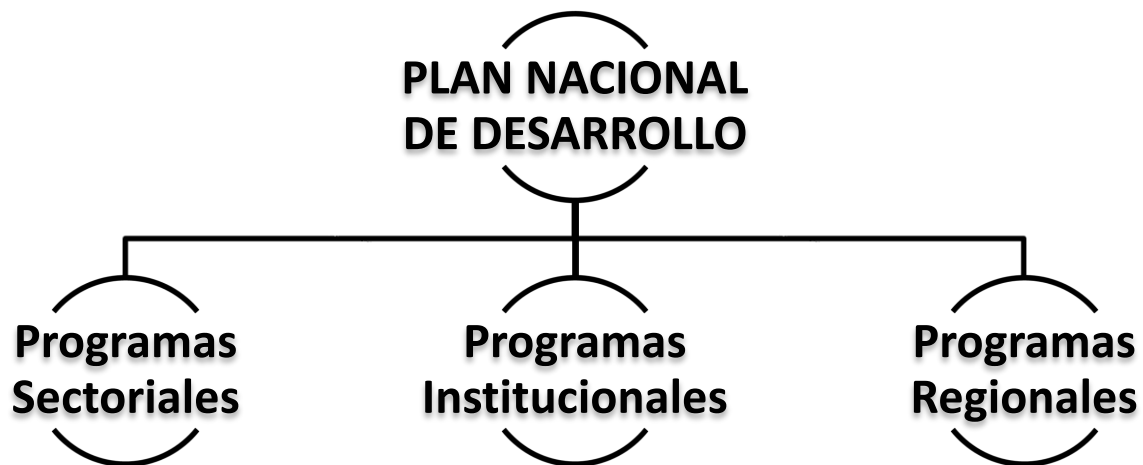 PLAN NACIONAL
DE DESARROLLO
Programas
Sectoriales
Programas
Institucionales
Programas
Regionales